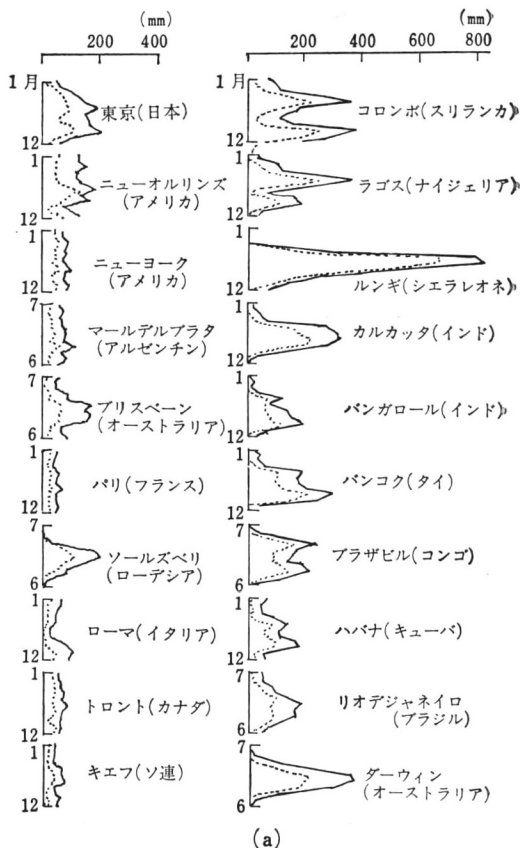 (mm)
200 400
1月
12
東京(日本)
1
12
ニューオルリンズ
(アメリカ)
1
12
ニューヨーク
(アメリカ)
7
6
マールデルプラタ
(アルゼンチン)
7
6
ブリスベーン
(オーストラリア)
1
12
パリ(フランス)
7
6
ソールズベリ
(ローデシア)
1
12
ローマ(イタリア)
1
12
トロント(カナダ)
1
12
キエフ(ソ連)
(mm)
0 200 400 600 800
1月
12
コロンボ(スリランカ)
1
12
ラゴス(ナイジェリア)
1
12
ルンギ(シエラレオネ)
1
12
カルカッタ(インド)
1
12
バンガロール(インド)
1
12
バンコク(タイ)
7
6
ブラザビル(コンゴ)
1
12
ハバナ(キューバ)
7
6
リオデジャネイロ
(ブラジル)
7
6
ダーウィン
(オーストラリア)
(a)